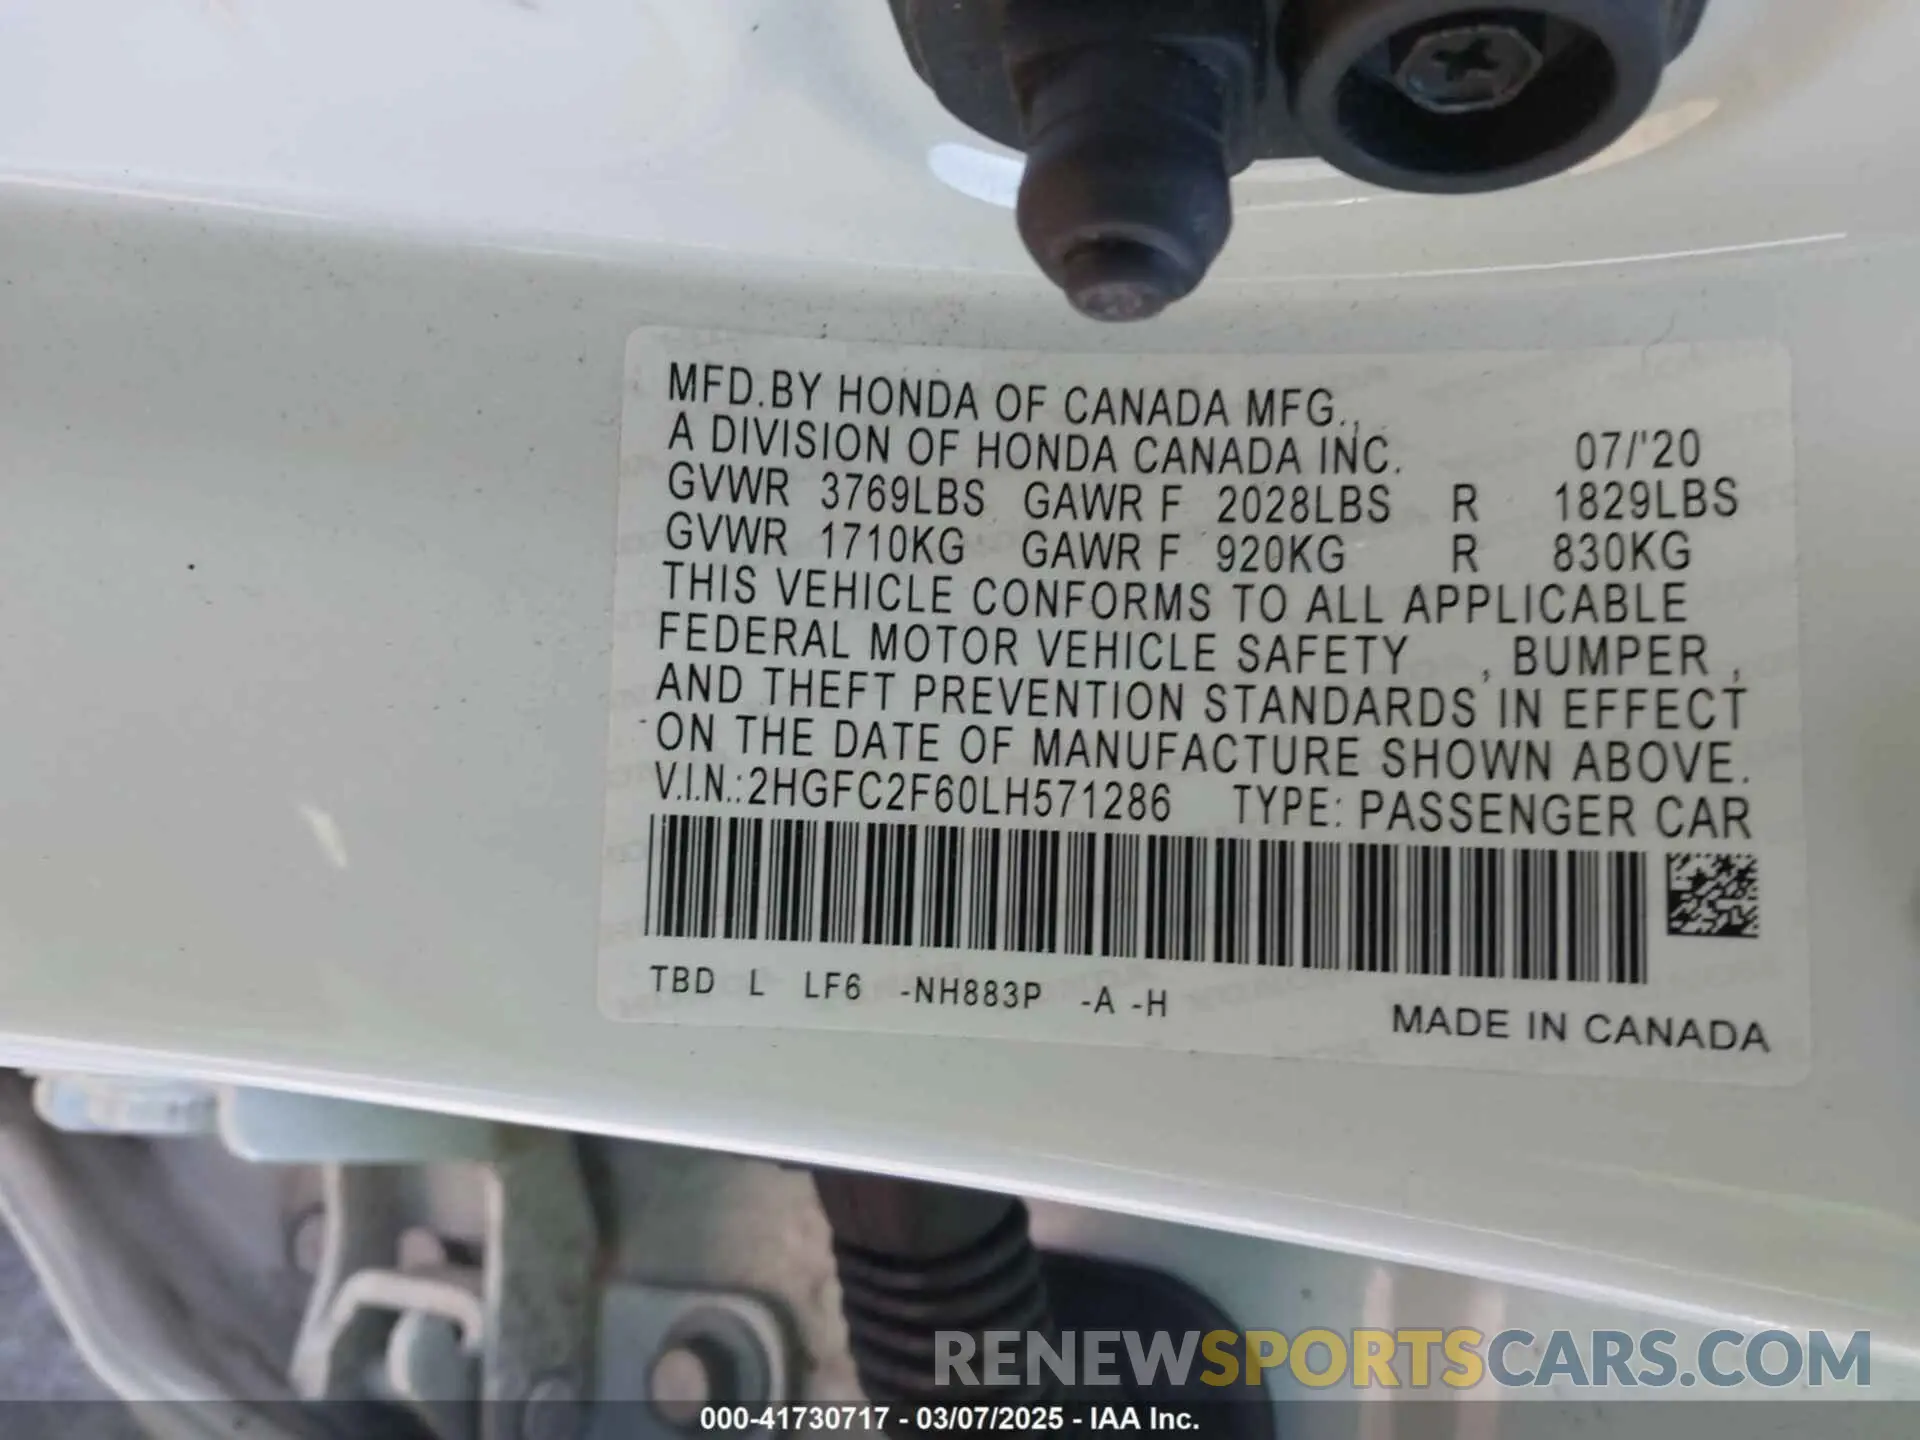 MFD.BY HONDA OF CANADA MFG.,
A DIVISION OF HONDA CANADA INC. 07/'20
GVWR 3769LBS GAWR F 2028LBS R 1829LBS
GVWR 1710KG GAWR F 920KG R 830KG
THIS VEHICLE CONFORMS TO ALL APPLICABLE
FEDERAL MOTOR VEHICLE SAFETY , BUMPER ,
AND THEFT PREVENTION STANDARDS IN EFFECT
ON THE DATE OF MANUFACTURE SHOWN ABOVE.
V.I.N.:2HGFC2F60LH571286 TYPE: PASSENGER CAR
TBD L LF6 -NH883P -A -H
MADE IN CANADA
RENEWSPORTSCARS.COM
000-41730717 - 03/07/2025 - IAA Inc.